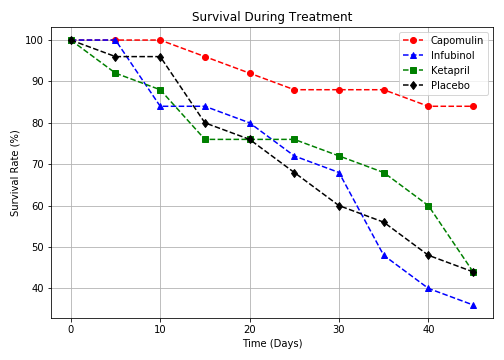 Survival During Treatment
Capomulin
Infubinol
Ketapril
Placebo
Survival Rate (%)
100
90
80
70
60
50
40
0
10
20
30
40
Time (Days)